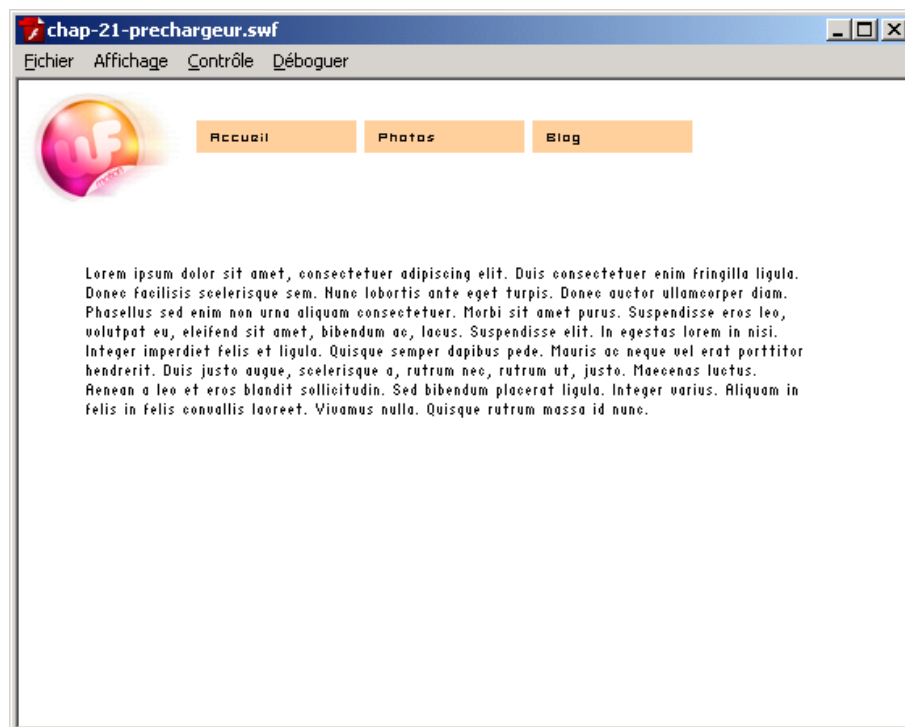 chap-21-prechargeur.swf
Fichier Affichage Contrôle Déboguer
WF
motion
Accueil Photos Blog
Lorem ipsum dolor sit amet, consectetuer adipiscing elit. Duis consectetuer enim fringilla ligula.
Donec facilisis scelerisque sem. Nunc lobortis ante eget turpis. Donec auctor ullamcorper diam.
Phasellus sed enim non urna aliquam consectetuer. Morbi sit amet purus. Suspendisse eros leo,
volutpat eu, eleifend sit amet, bibendum ac, lacus. Suspendisse elit. In egestas lorem in nisi.
Integer imperdiet felis et ligula. Quisque semper dapibus pede. Mauris ac neque vel erat porttitor
hendrerit. Duis justo augue, scelerisque a, rutrum nec, rutrum ut, justo. Maecenas luctus.
Aenean a leo et eros blandit sollicitudin. Sed bibendum placerat ligula. Integer varius. Aliquam in
felis in felis convallis laoreet. Vivamus nulla. Quisque rutrum massa id nunc.